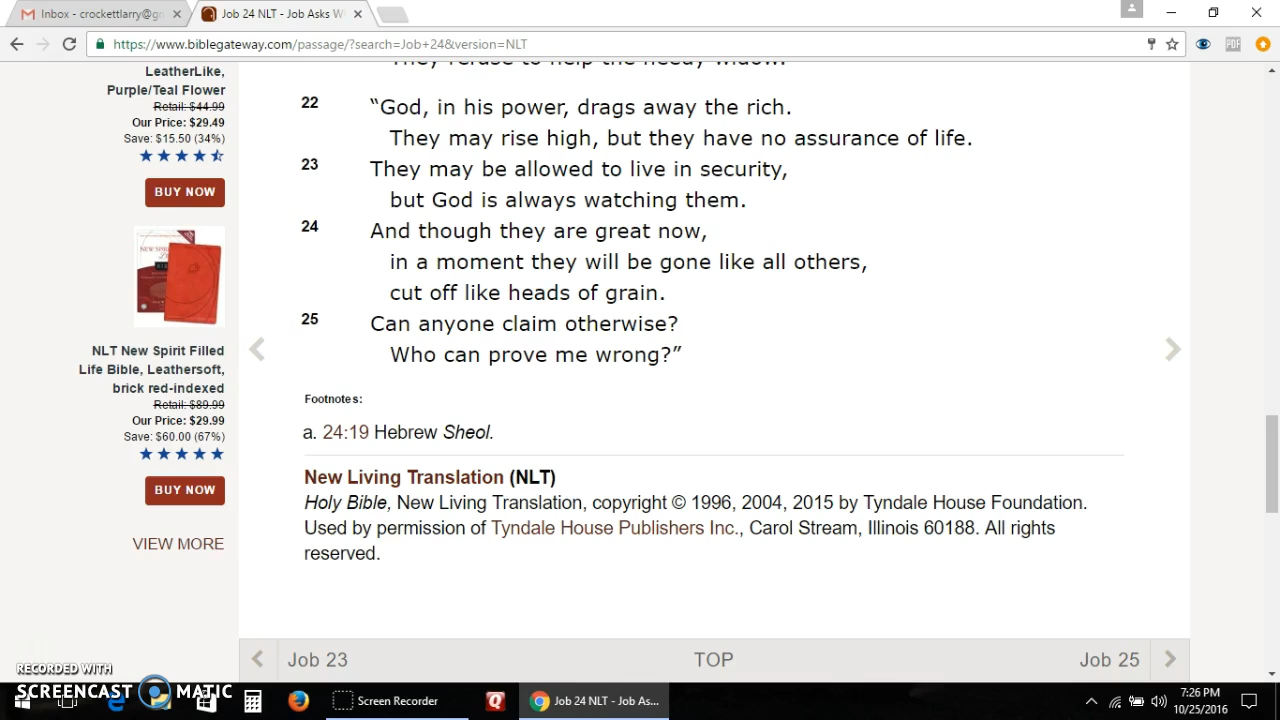 Inbox - crockettlarry@gm
Job 24 NLT - Job Asks W
https://www.biblegateway.com/passage/?search=Job+24&version=NLT
PDF
They refuse to help the needy widow.
LeatherLike,
Purple/Teal Flower
Retail: $44.99
Our Price: $29.49
Save: $15.50 (34%)
BUY NOW
NLT New Spirit Filled
Life Bible, Leathersoft,
brick red-indexed
Retail: $89.99
Our Price: $29.99
Save: $60.00 (67%)
BUY NOW
VIEW MORE
22 “God, in his power, drags away the rich.
They may rise high, but they have no assurance of life.
23 They may be allowed to live in security,
but God is always watching them.
24 And though they are great now,
in a moment they will be gone like all others,
cut off like heads of grain.
25 Can anyone claim otherwise?
Who can prove me wrong?”
Footnotes:
a. 24:19 Hebrew Sheol.
New Living Translation (NLT)
Holy Bible, New Living Translation, copyright © 1996, 2004, 2015 by Tyndale House Foundation.
Used by permission of Tyndale House Publishers Inc., Carol Stream, Illinois 60188. All rights
reserved.
Job 23
TOP
Job 25
RECORDED WITH
SCREENCAST MATIC
Screen Recorder
Job 24 NLT - Job As...
7:26 PM
10/25/2016